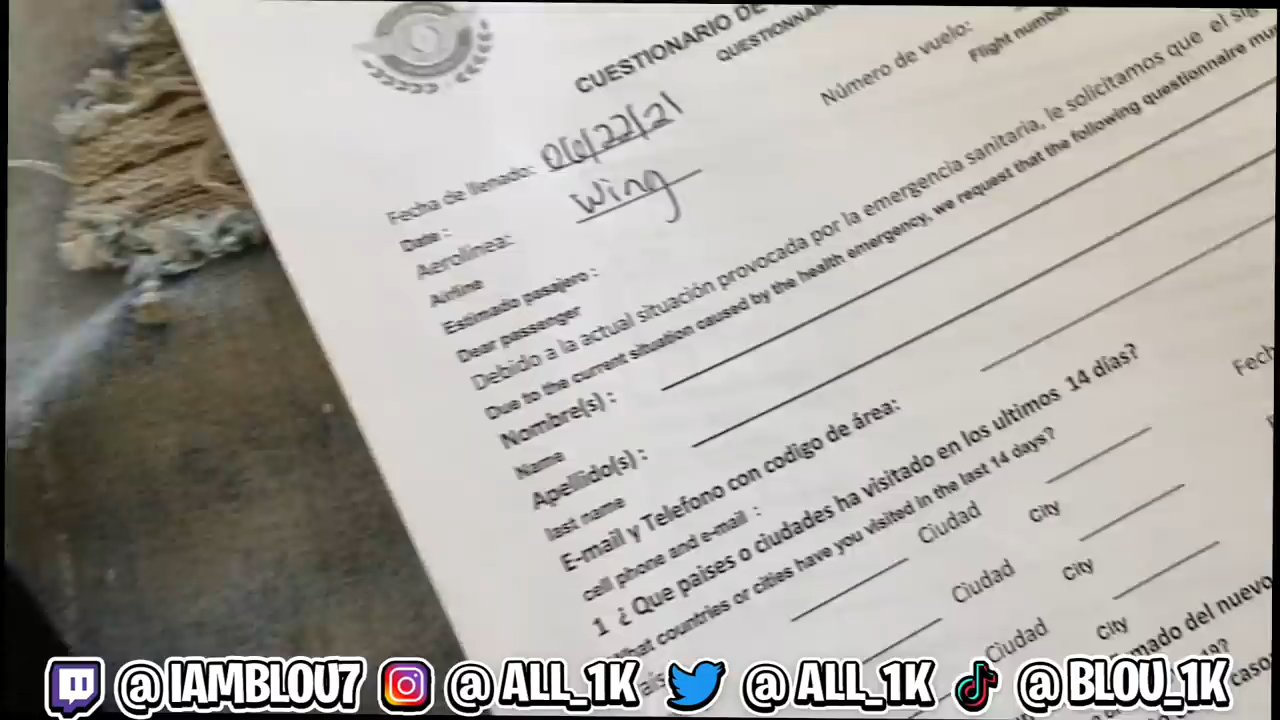 CUESTIONARIO DE
QUESTIONNAIRE
Número de vuelo:
Flight number
Fecha de llenado: 06/22/21
Date :
Aerolínea: Wing
Airline
Estimado pasajero :
Dear passenger
Debido a la actual situación provocada por la emergencia sanitaria, le solicitamos que el
Due to the current situation caused by the health emergency, we request that the following questionnaire
Nombre(s) :
Name
Apellido(s) :
last name
E-mail y Telefono con codigo de área:
cell phone and e-mail :
1 ¿ Que paises o ciudades ha visitado en los ultimos 14 días?
What countries or cities have you visited in the last 14 days?
Ciudad City
Ciudad City
Ciudad City
del nuevo
@IAMBLOU7 @ALL_1K @ALL_1K @BLOU_1K